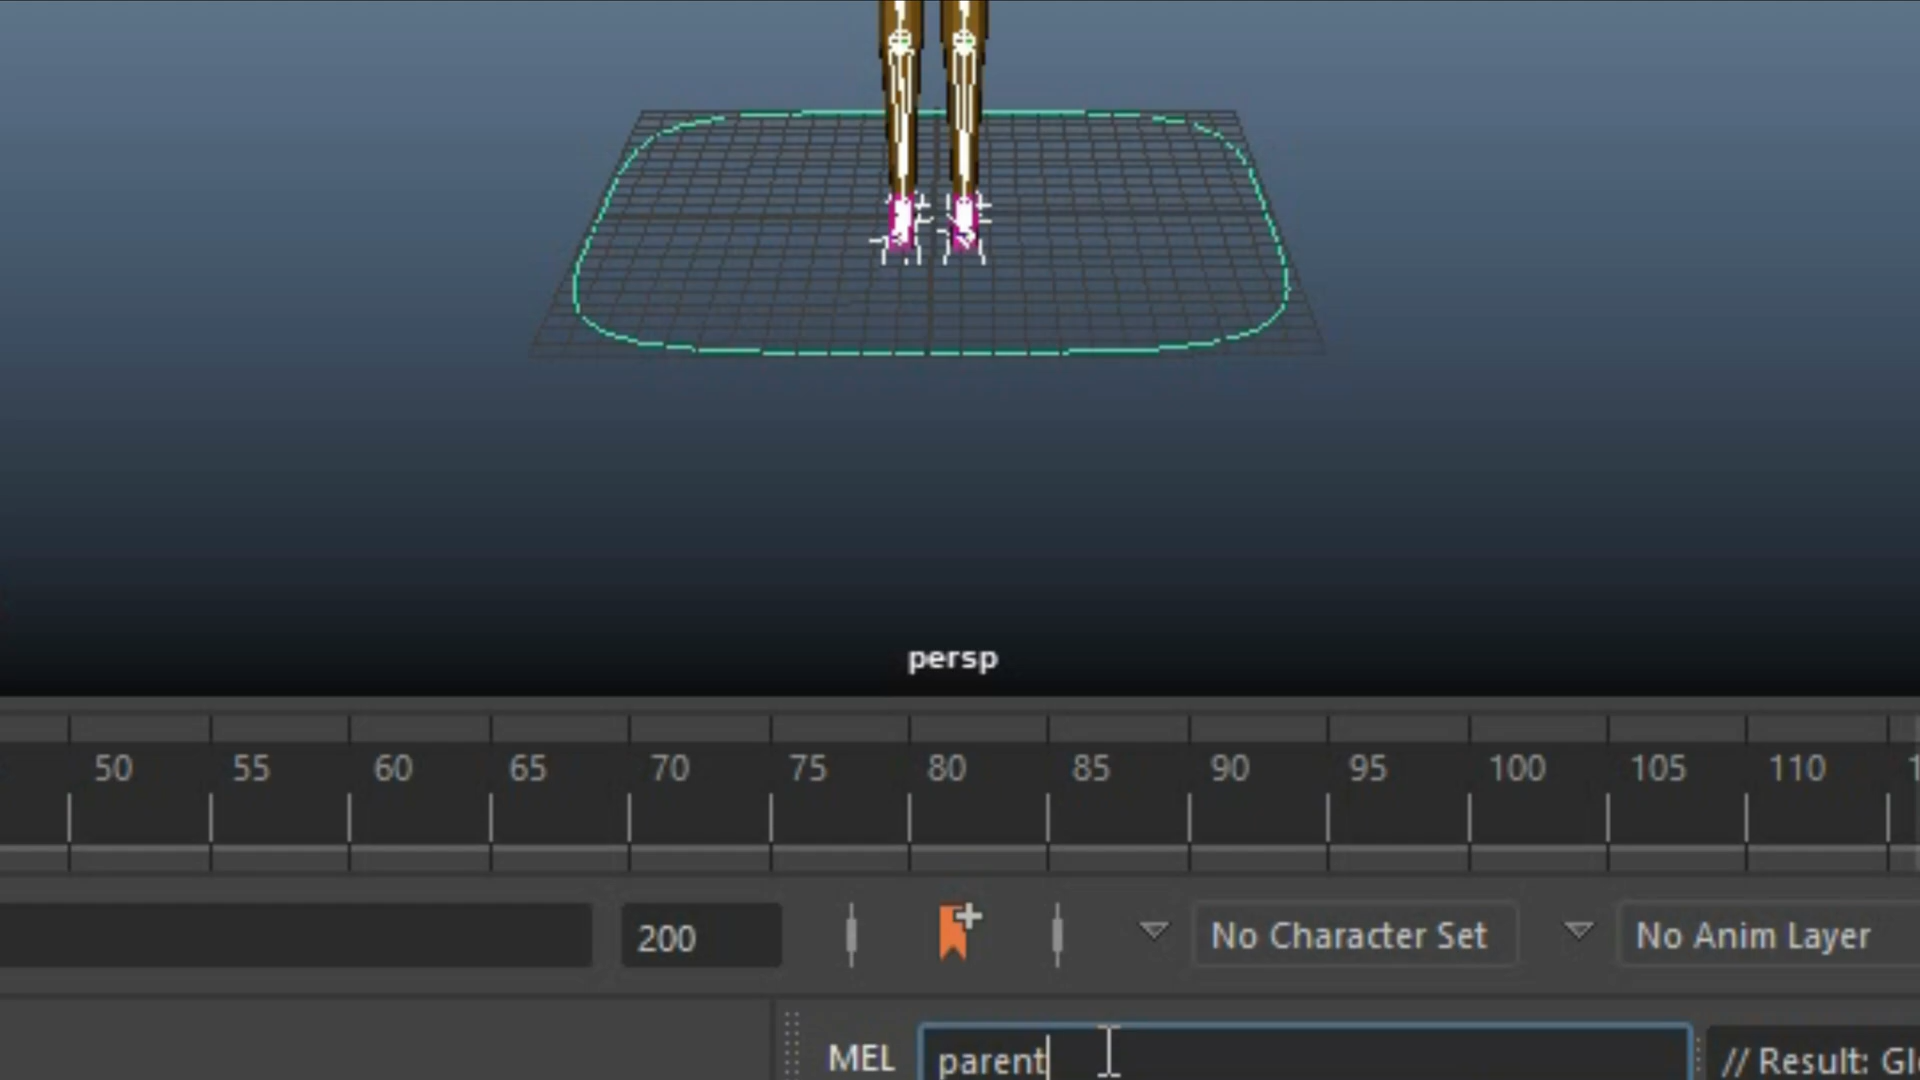 persp
50 55 60 65 70 75 80 85 90 95 100 105 110
200 No Character Set No Anim Layer
MEL parent // Result: